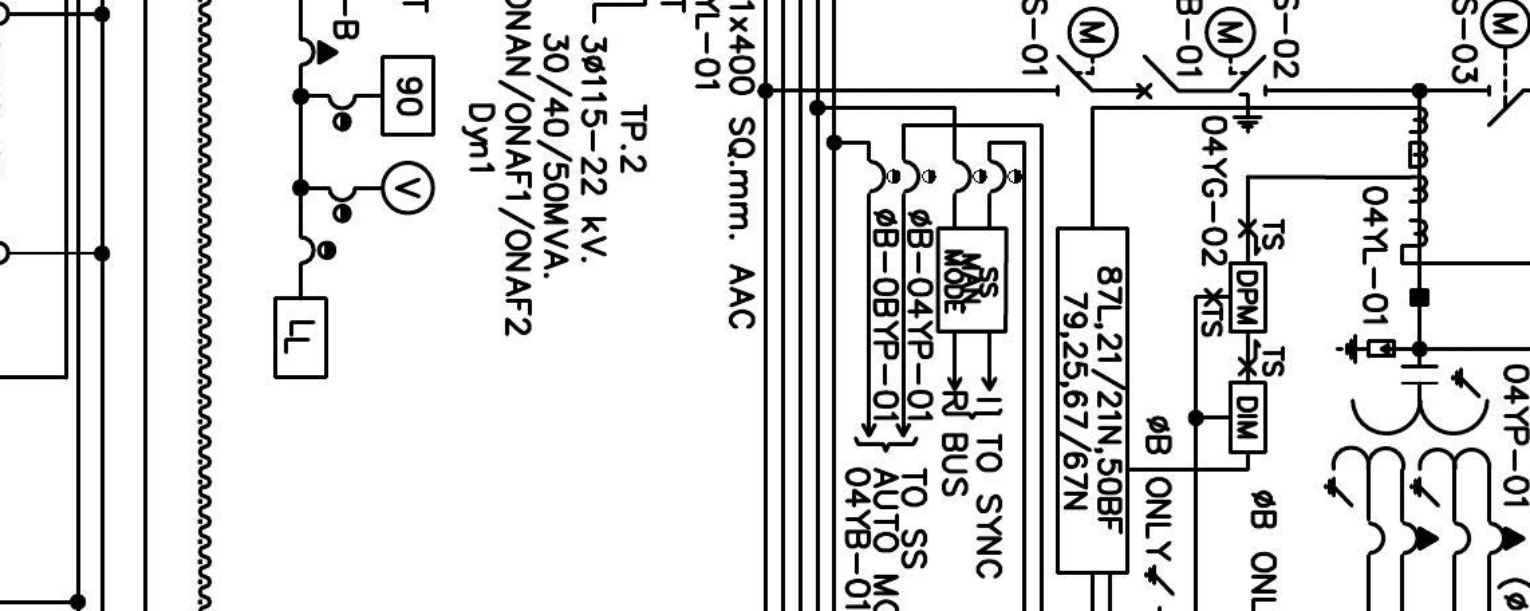 S-03
M
04YP-01
04YL-01
S-02
M
B-01
04YG-02
TS
DPM
TS
DIM
XTS
ØB ONL
ØB ONLY
M
S-01
87L,21/21N,50BF
79,25,67/67N
SS
MAN
MODE
I} TO SYNC
R} BUS
ØB-04YP-01
ØB-0BYP-01
TO SS
AUTO MO
04YB-01
1x400 SQ.mm. AAC
YL-01
TP.2
3ø115-22 kV.
30/40/50MVA.
ONAN/ONAF1/ONAF2
Dyn1
T
-B
90
V
LL